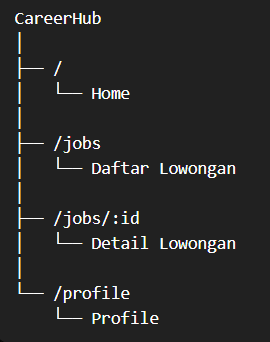 CareerHub
│
├── /
│   └── Home
│
├── /jobs
│   └── Daftar Lowongan
│
├── /jobs/:id
│   └── Detail Lowongan
│
└── /profile
    └── Profile